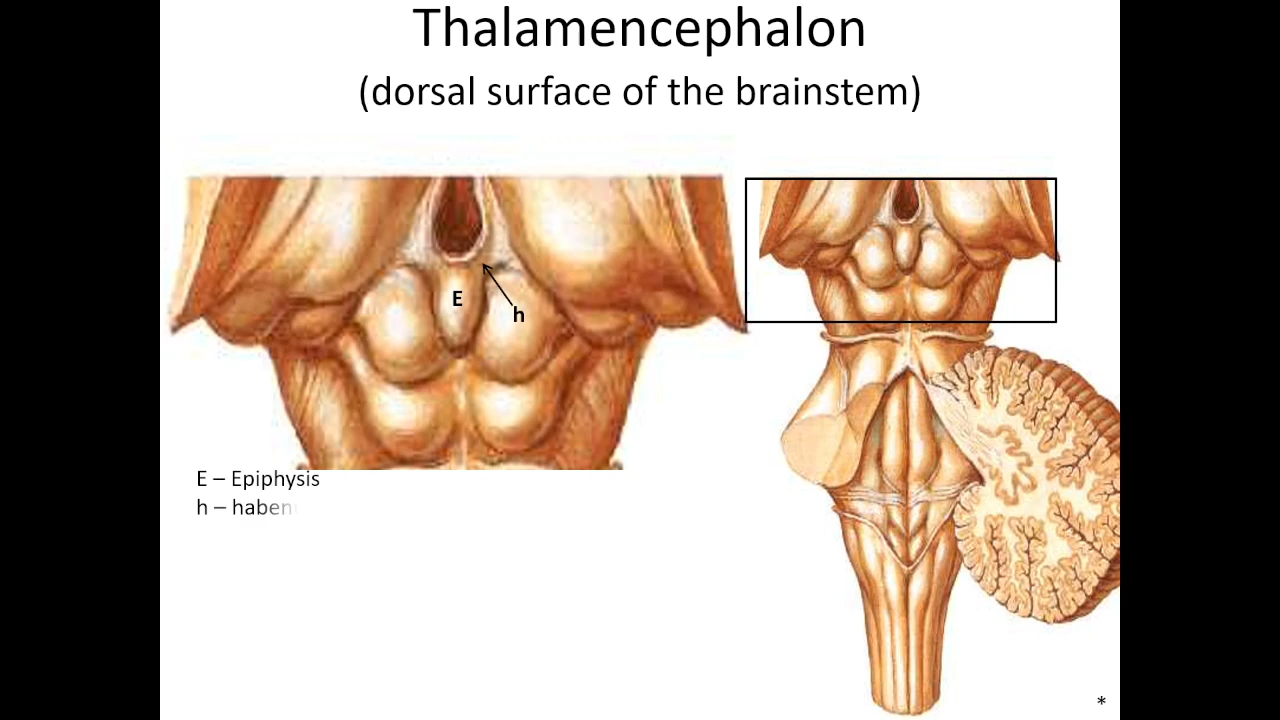 Thalamencephalon
(dorsal surface of the brainstem)
E
h
E – Epiphysis
h – haben
*